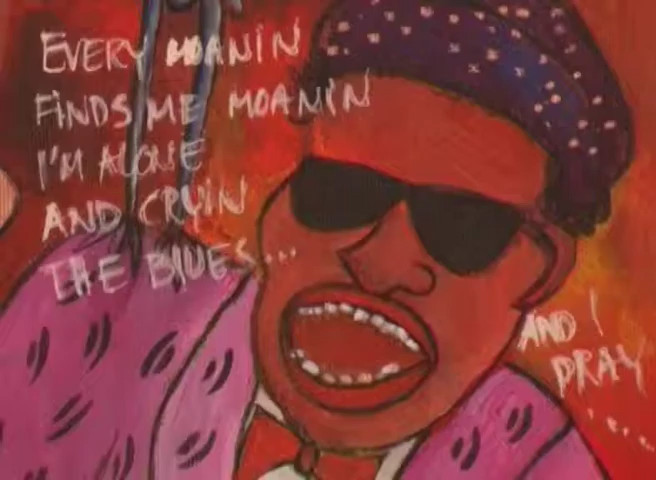 EVERY MOANIN
FINDS ME MOANIN
I'M ALONE
AND CRYIN
THE BLUES...
AND I
PRAY
....